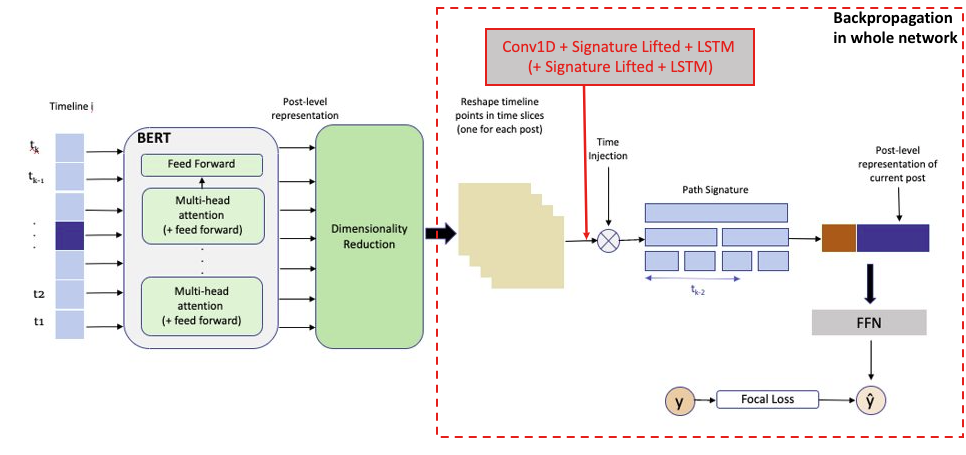 Backpropagation
in whole network
Conv1D + Signature Lifted + LSTM
(+ Signature Lifted + LSTM)
Timeline i
Post-level
representation
Reshape timeline
points in time slices
(one for each post)
BERT
Feed Forward
Multi-head
attention
(+ feed forward)
.
.
.
Multi-head
attention
(+ feed forward)
tk
tk-1
.
.
.
t2
t1
Dimensionality
Reduction
Time
Injection
Path Signature
tk-2
Post-level
representation of
current post
FFN
y
Focal Loss
ŷ